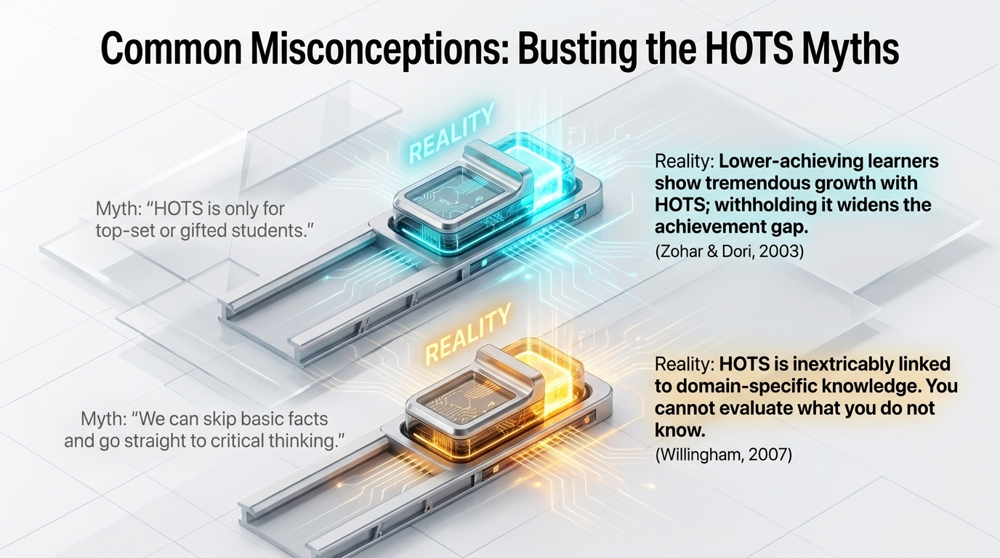 Common Misconceptions: Busting the HOTS Myths
REALITY
Myth: “HOTS is only for
top-set or gifted students.”
Reality: Lower-achieving learners
show tremendous growth with
HOTS; withholding it widens the
achievement gap.
(Zohar & Dori, 2003)
REALITY
Myth: “We can skip basic facts
and go straight to critical thinking.”
Reality: HOTS is inextricably linked
to domain-specific knowledge. You
cannot evaluate what you do not
know.
(Willingham, 2007)